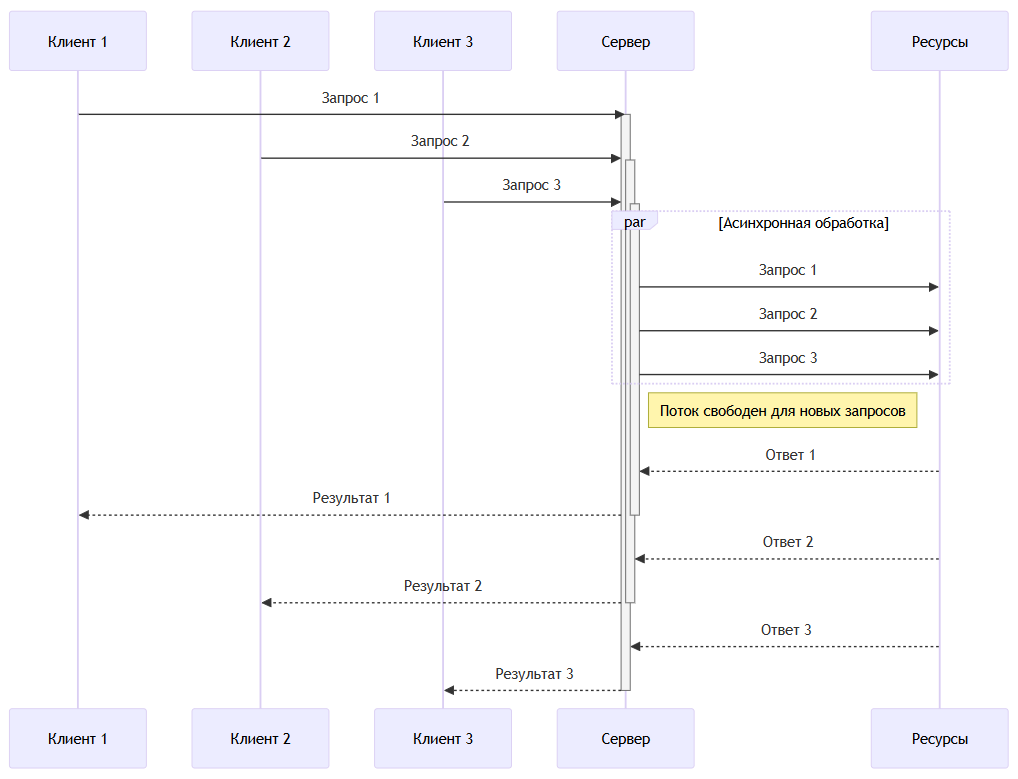 Клиент 1
Клиент 2
Клиент 3
Сервер
Ресурсы
Запрос 1
Запрос 2
Запрос 3
par
[Асинхронная обработка]
Запрос 1
Запрос 2
Запрос 3
Поток свободен для новых запросов
Ответ 1
Результат 1
Ответ 2
Результат 2
Ответ 3
Результат 3
Клиент 1
Клиент 2
Клиент 3
Сервер
Ресурсы